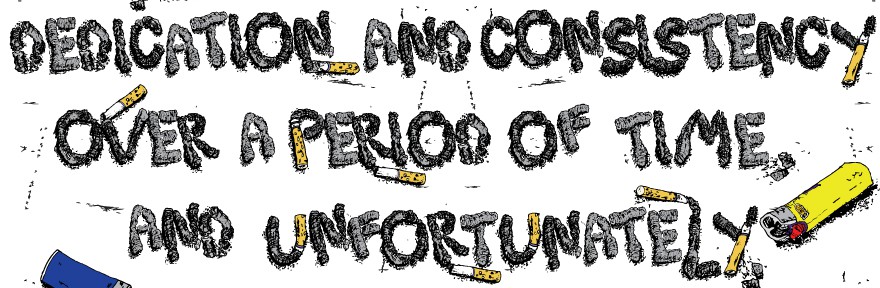 DEDICATION AND CONSISTENCY
OVER A PERIOD OF TIME.
AND UNFORTUNATELY